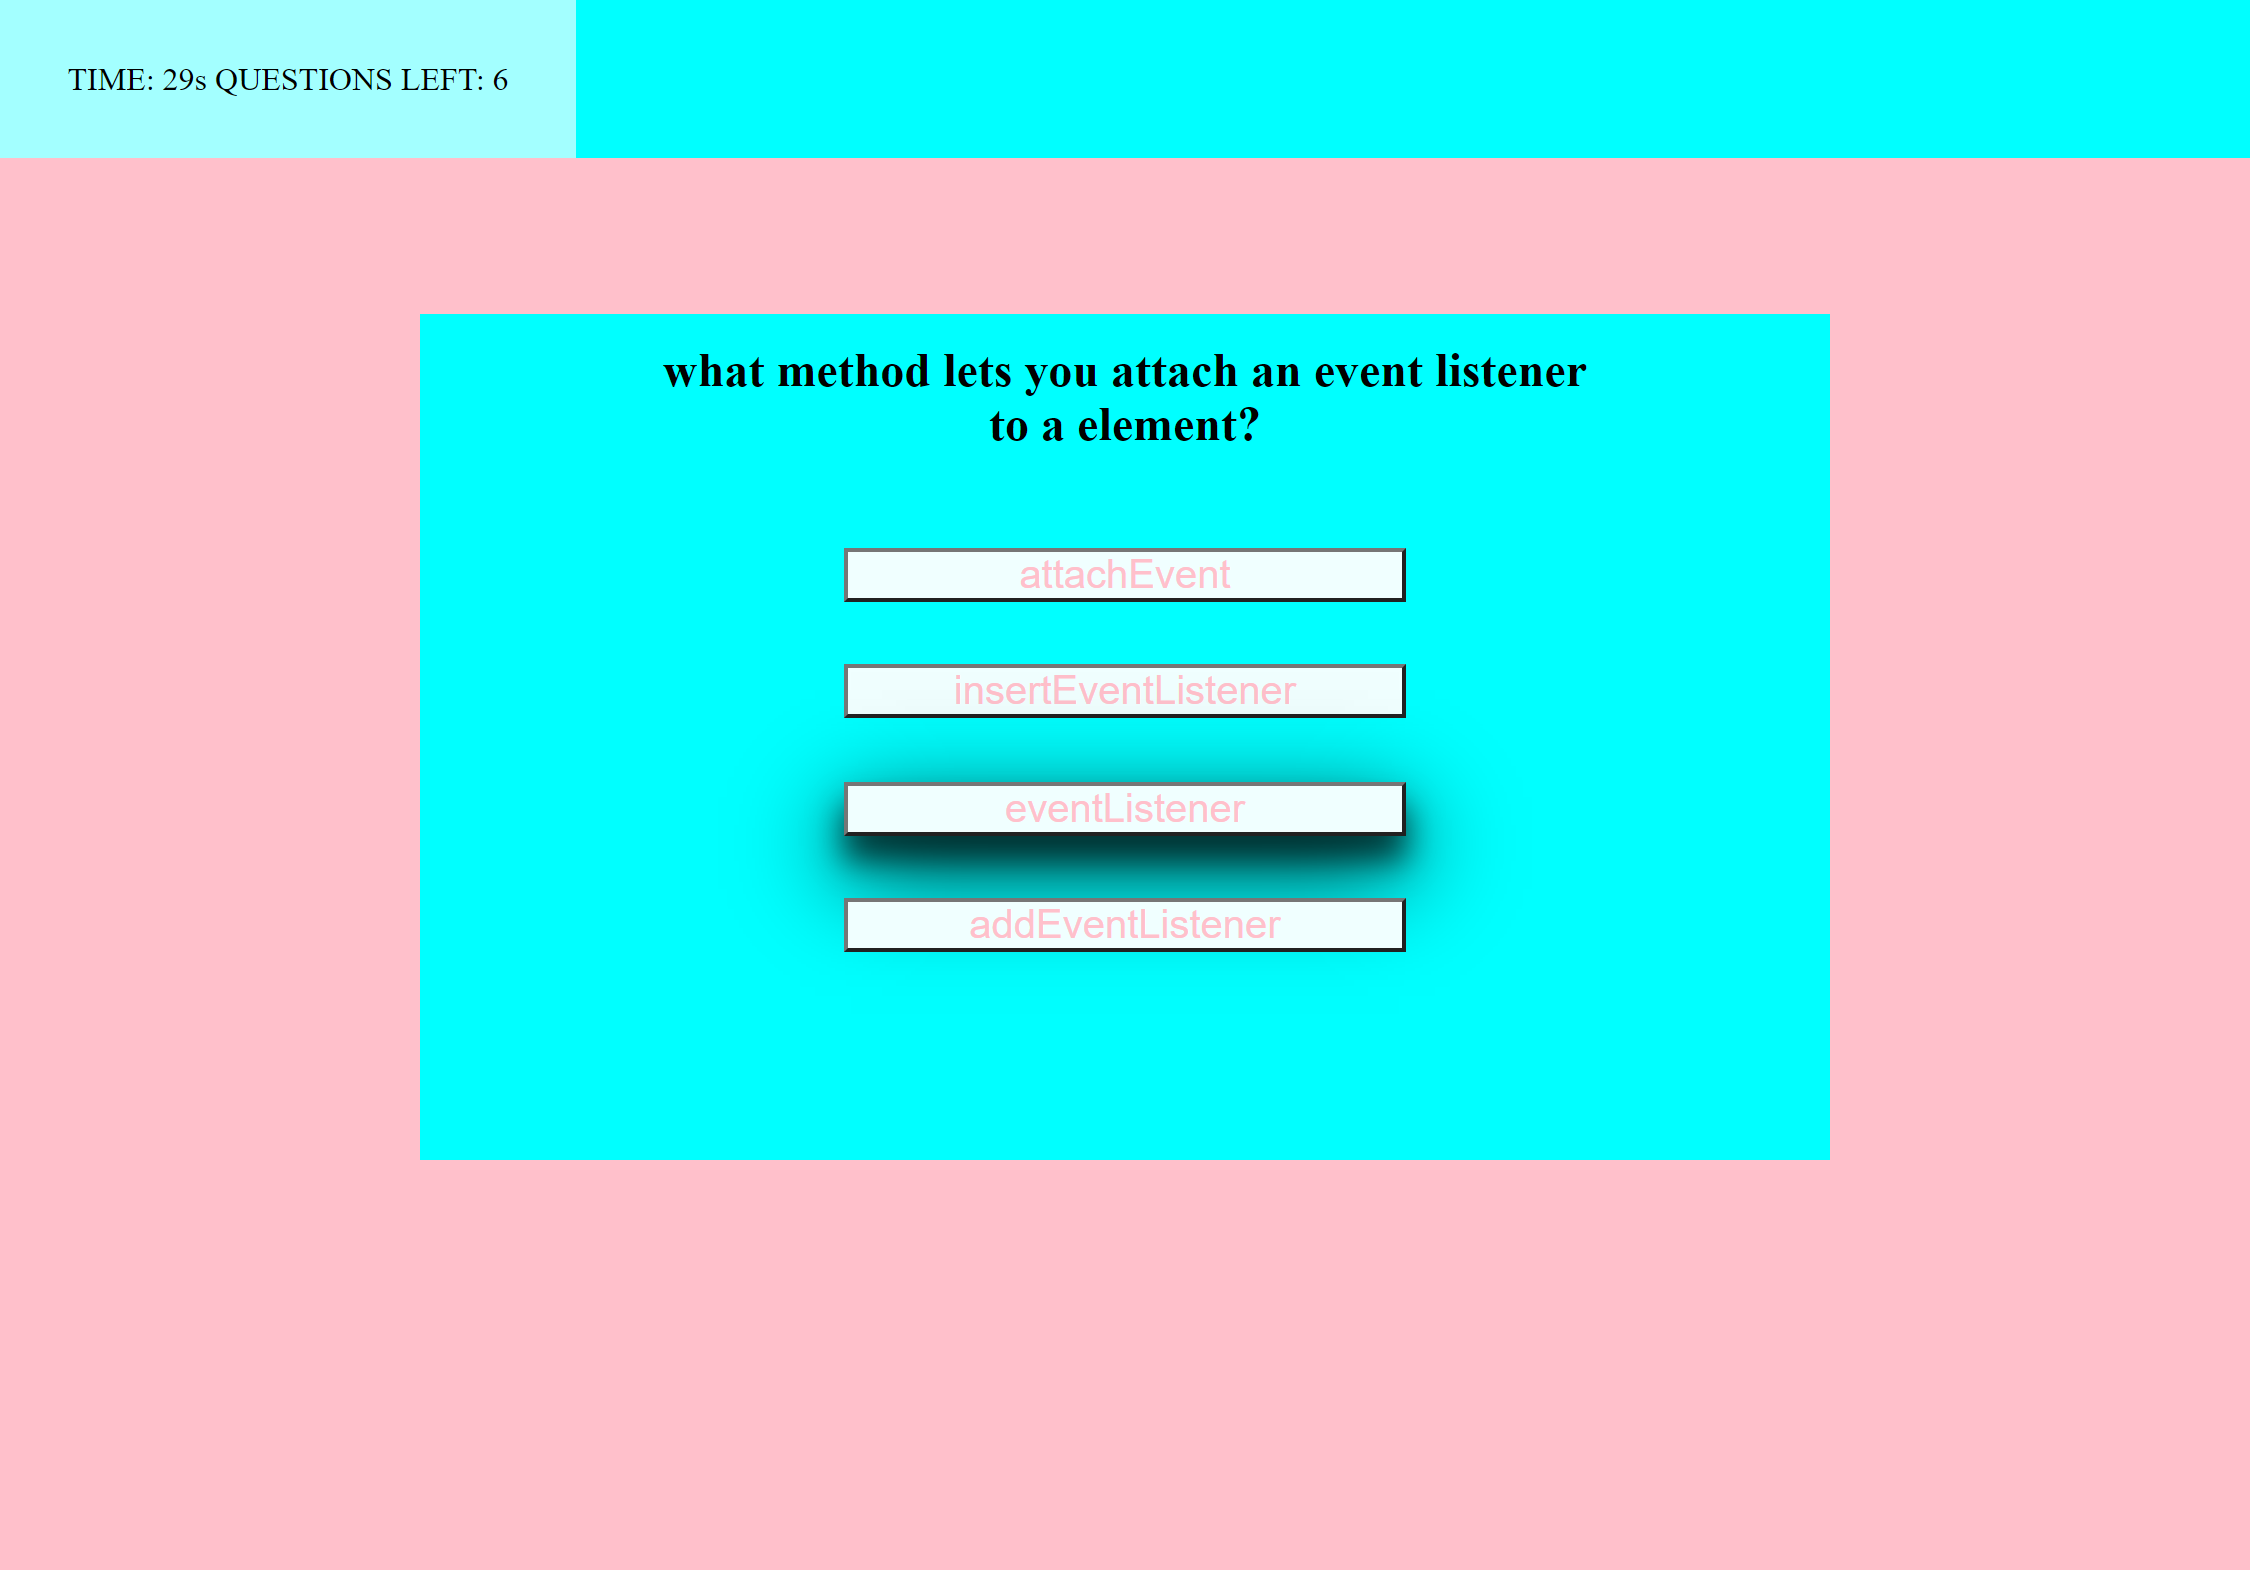 TIME: 29s QUESTIONS LEFT: 6
what method lets you attach an event listener
to a element?
attachEvent
insertEventListener
eventListener
addEventListener